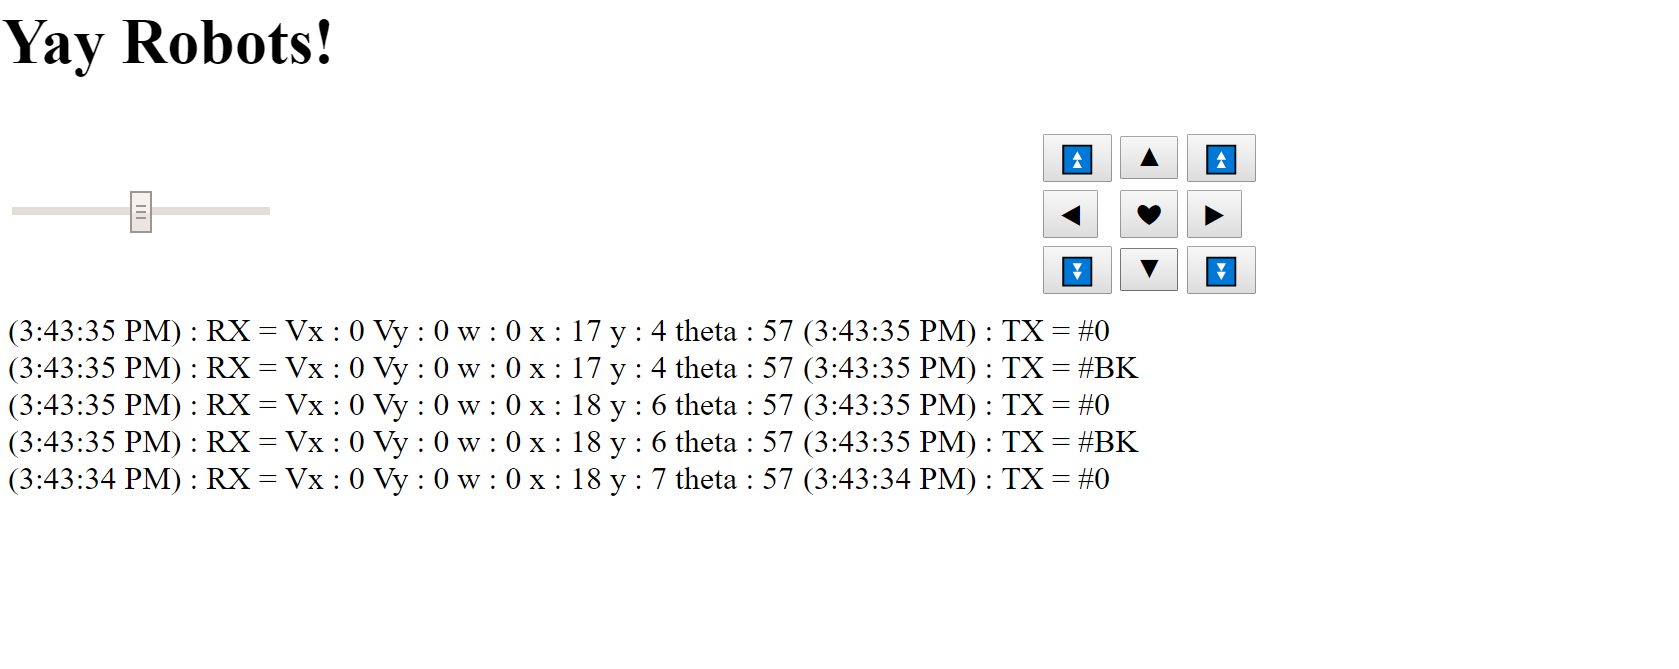 Yay Robots!
(3:43:35 PM) : RX = Vx : 0 Vy : 0 w : 0 x : 17 y : 4 theta : 57 (3:43:35 PM) : TX = #0
(3:43:35 PM) : RX = Vx : 0 Vy : 0 w : 0 x : 17 y : 4 theta : 57 (3:43:35 PM) : TX = #BK
(3:43:35 PM) : RX = Vx : 0 Vy : 0 w : 0 x : 18 y : 6 theta : 57 (3:43:35 PM) : TX = #0
(3:43:35 PM) : RX = Vx : 0 Vy : 0 w : 0 x : 18 y : 6 theta : 57 (3:43:35 PM) : TX = #BK
(3:43:34 PM) : RX = Vx : 0 Vy : 0 w : 0 x : 18 y : 7 theta : 57 (3:43:34 PM) : TX = #0